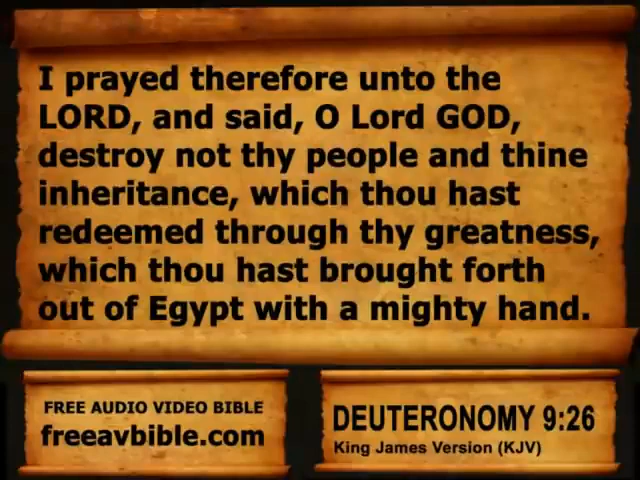 I prayed therefore unto the
LORD, and said, O Lord GOD,
destroy not thy people and thine
inheritance, which thou hast
redeemed through thy greatness,
which thou hast brought forth
out of Egypt with a mighty hand.
FREE AUDIO VIDEO BIBLE
freeavbible.com
DEUTERONOMY 9:26
King James Version (KJV)